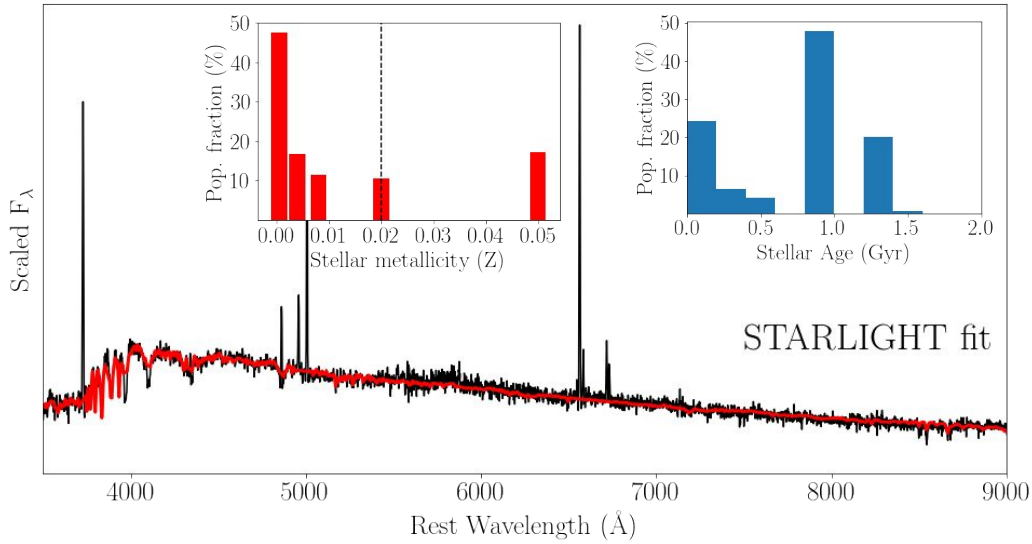 50
40
30
20
10
Pop. fraction (%)
0.00 0.01 0.02 0.03 0.04 0.05
Stellar metallicity (Z)
50
40
30
20
10
Pop. fraction (%)
0.0 0.5 1.0 1.5 2.0
Stellar Age (Gyr)
Scaled F_λ
STARLIGHT fit
4000 5000 6000 7000 8000 9000
Rest Wavelength (Å)